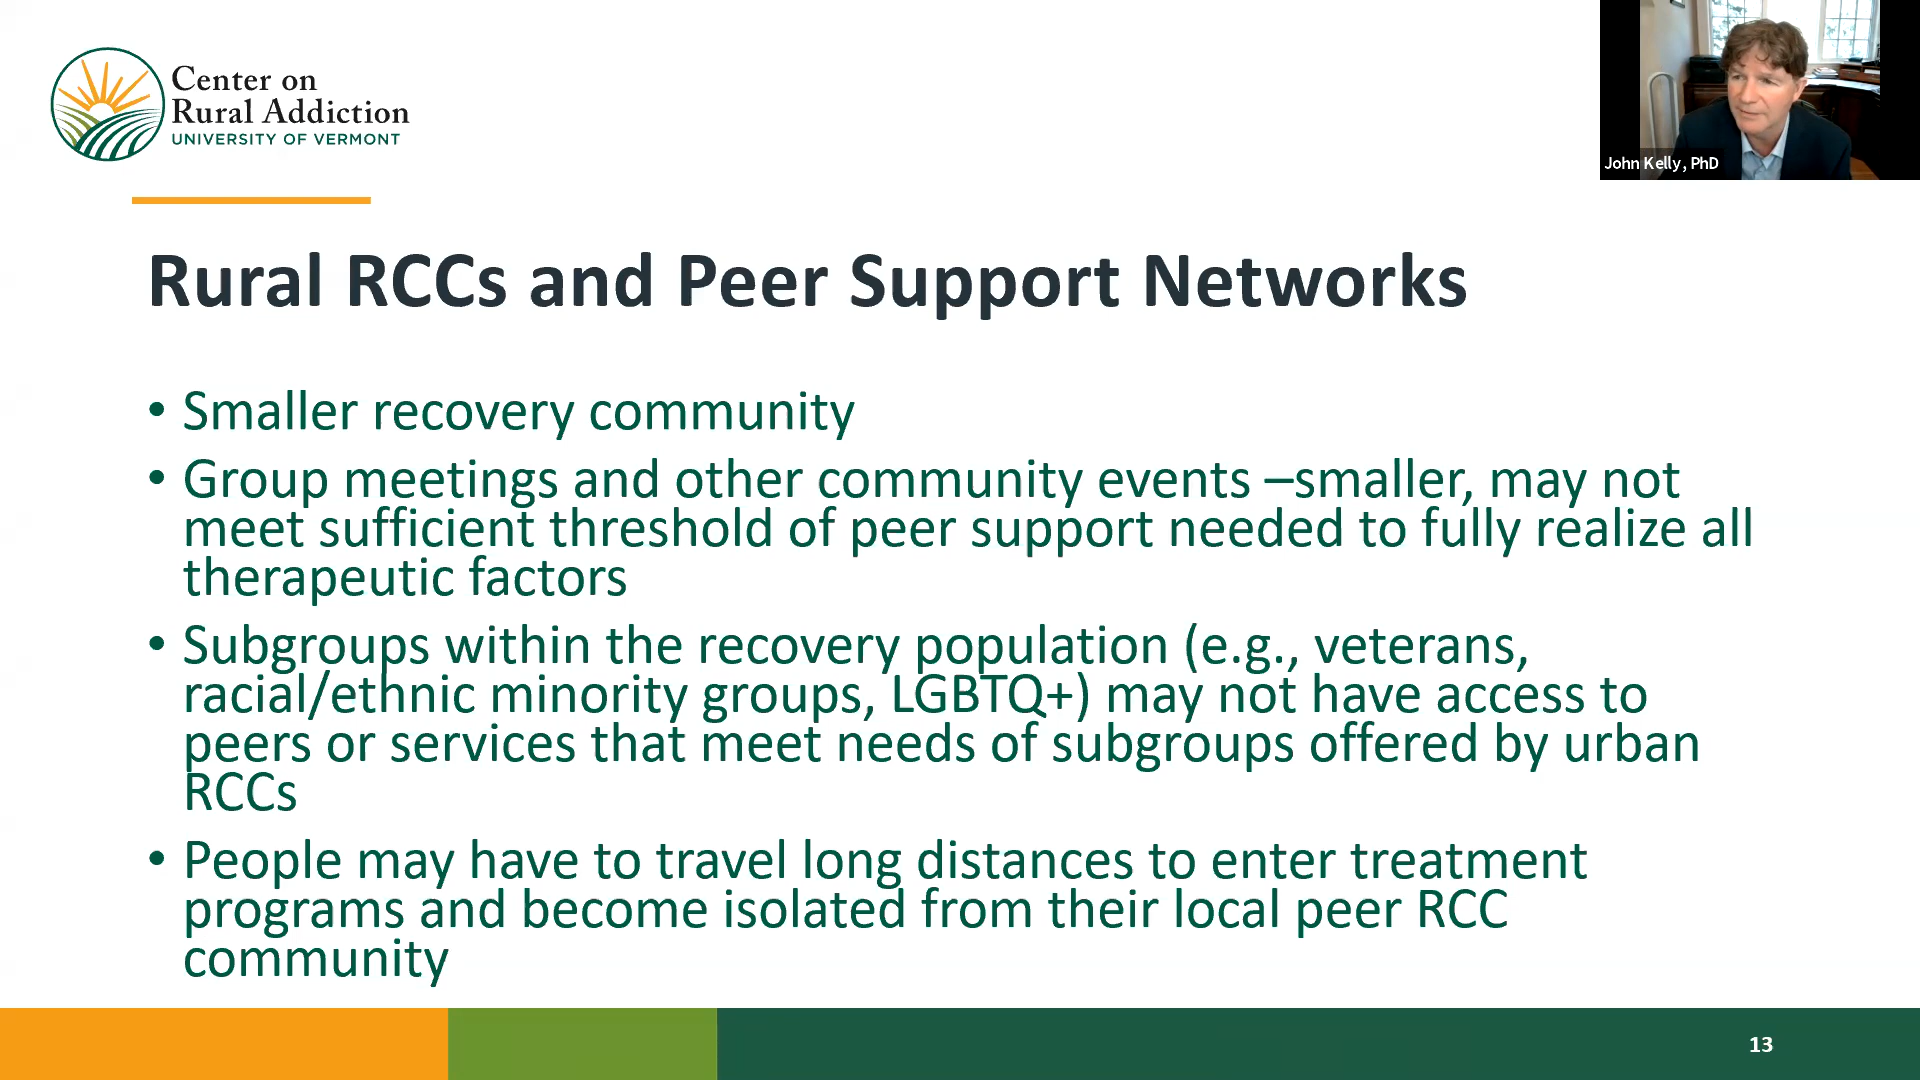 Center on
Rural Addiction
UNIVERSITY OF VERMONT
John Kelly, PhD
Rural RCCs and Peer Support Networks
• Smaller recovery community
• Group meetings and other community events –smaller, may not
meet sufficient threshold of peer support needed to fully realize all
therapeutic factors
• Subgroups within the recovery population (e.g., veterans,
racial/ethnic minority groups, LGBTQ+) may not have access to
peers or services that meet needs of subgroups offered by urban
RCCs
• People may have to travel long distances to enter treatment
programs and become isolated from their local peer RCC
community
13